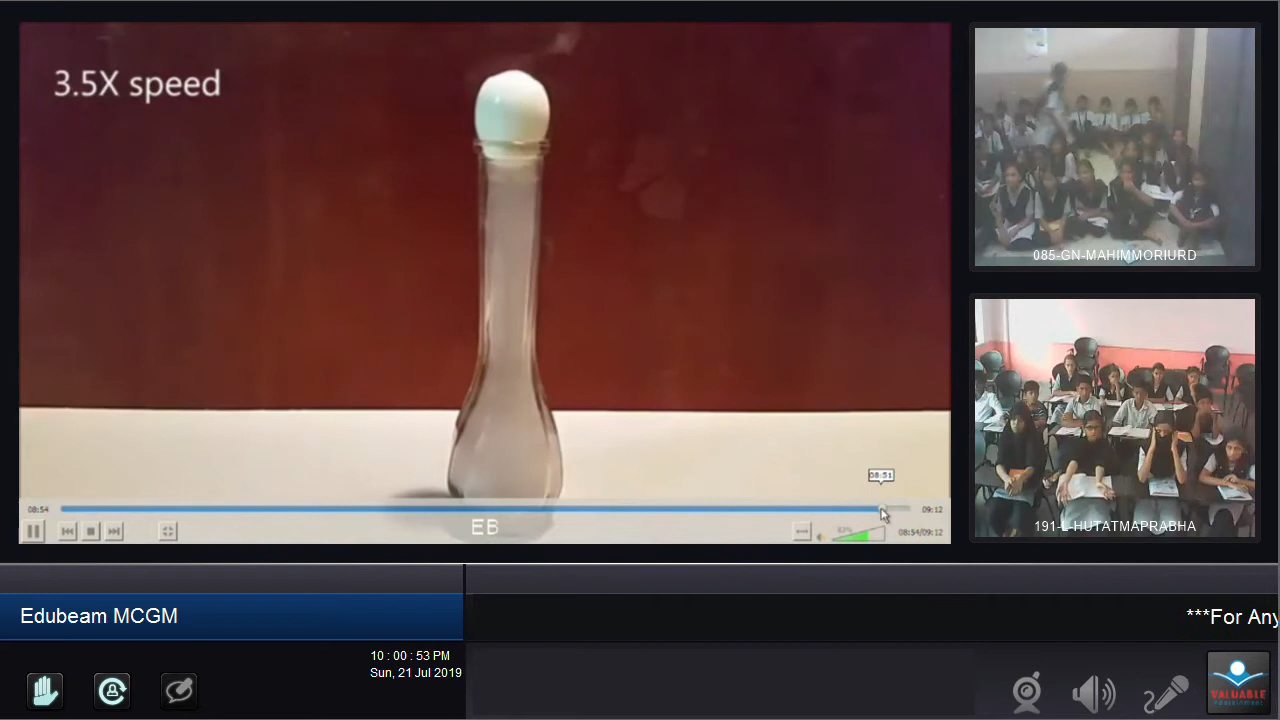 3.5X speed
085-GN-MAHIMMORIURD
08:51
08:54
09:12
EB
83%
08:54/09:12
191-L-HUTATMAPRABHA
Edubeam MCGM
***For Any
10 : 00 : 53 PM
Sun, 21 Jul 2019
VALUABLE